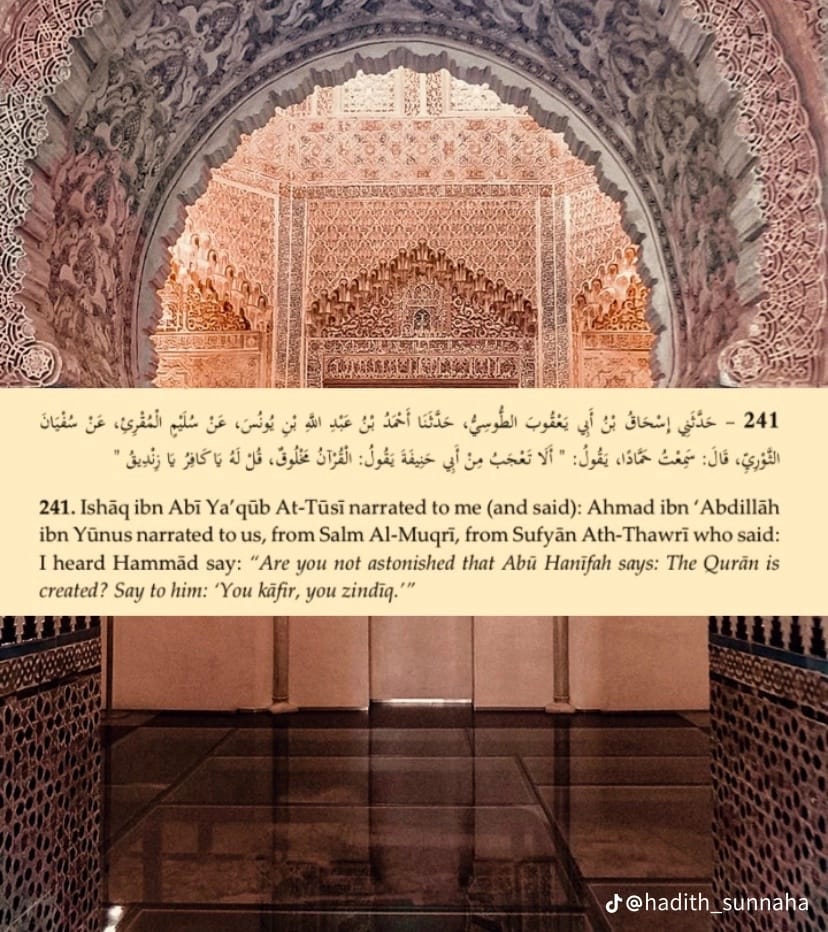 241 – حَدَّثَنِي إِسْحَاقُ بْنُ أَبِي يَعْقُوبَ الطُّوسِيُّ، حَدَّثَنَا أَحْمَدُ بْنُ عَبْدِ اللَّهِ بْنِ يُونُسَ، عَنْ سُلَيْمٍ الْمُقْرِئِ، عَنْ سُفْيَانَ
الثَّوْرِيِّ، قَالَ: سَمِعْتُ حَمَّادًا، يَقُولُ: " أَلَا تَعْجَبُ مِنْ أَبِي حَنِيفَةَ يَقُولُ: الْقُرْآنُ مَخْلُوقٌ، قُلْ لَهُ يَا كَافِرُ يَا زِنْدِيقُ "
241. Ishāq ibn Abī Ya’qūb At-Tūsī narrated to me (and said): Ahmad ibn ‘Abdillāh
ibn Yūnus narrated to us, from Salm Al-Muqrī, from Sufyān Ath-Thawrī who said:
I heard Hammād say: “Are you not astonished that Abū Hanīfah says: The Qurān is
created? Say to him: ‘You kāfir, you zindīq.’”
@hadith_sunnaha